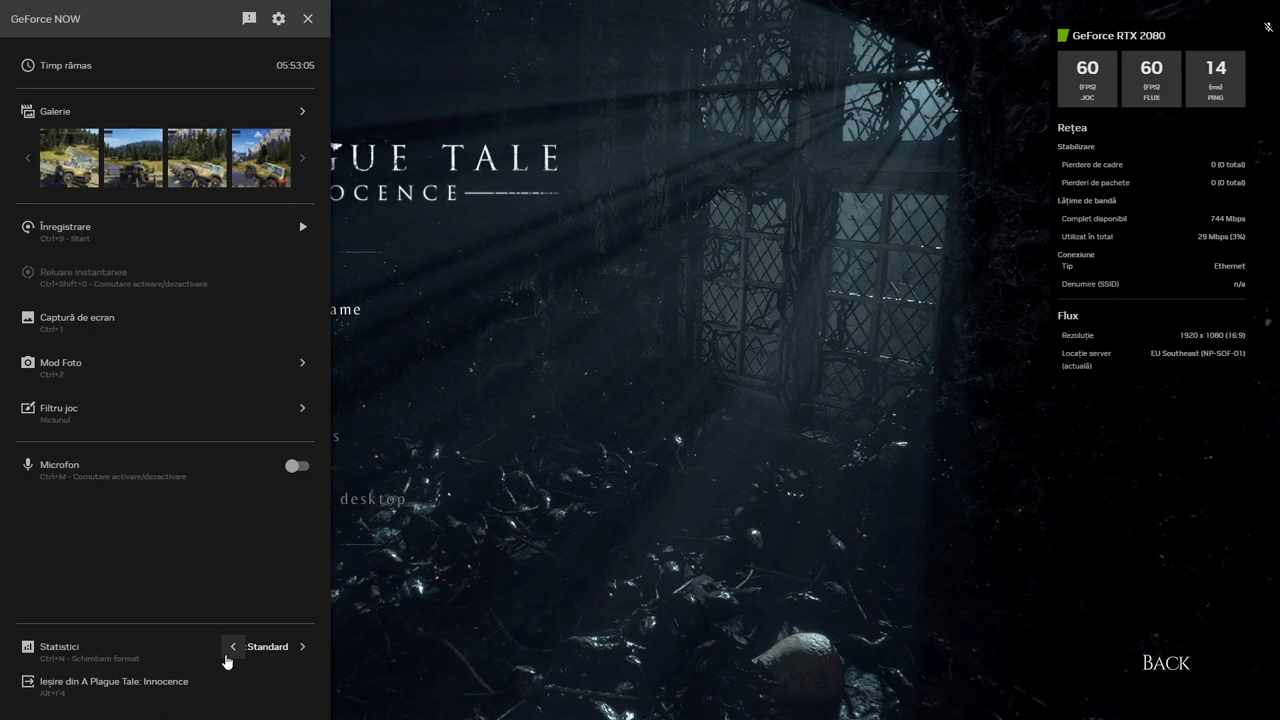 GeForce NOW
Timp rămas 05:53:05
Galerie
Înregistrare
Ctrl+9 - Start
Reluare instantanee
Ctrl+Shift+0 - Comutare activare/dezactivare
Captură de ecran
Ctrl+1
Mod Foto
Ctrl+2
Filtru joc
Niciunul
Microfon
Ctrl+M - Comutare activare/dezactivare
Statistici :Standard
Ctrl+N - Schimbare format
Ieșire din A Plague Tale: Innocence
Alt+F4
GUE TALE
OCENCE
ame
s
desktop
GeForce RTX 2080
60 60 14
(FPS) (FPS) (ms)
JOC FLUX PING
Rețea
Stabilizare
Pierdere de cadre 0 (0 total)
Pierderi de pachete 0 (0 total)
Lățime de bandă
Complet disponibil 744 Mbps
Utilizat în total 29 Mbps (3%)
Conexiune
Tip Ethernet
Denumire (SSID) n/a
Flux
Rezoluție 1920 x 1080 (16:9)
Locație server EU Southeast (NP-SOF-01)
(actuală)
BACK